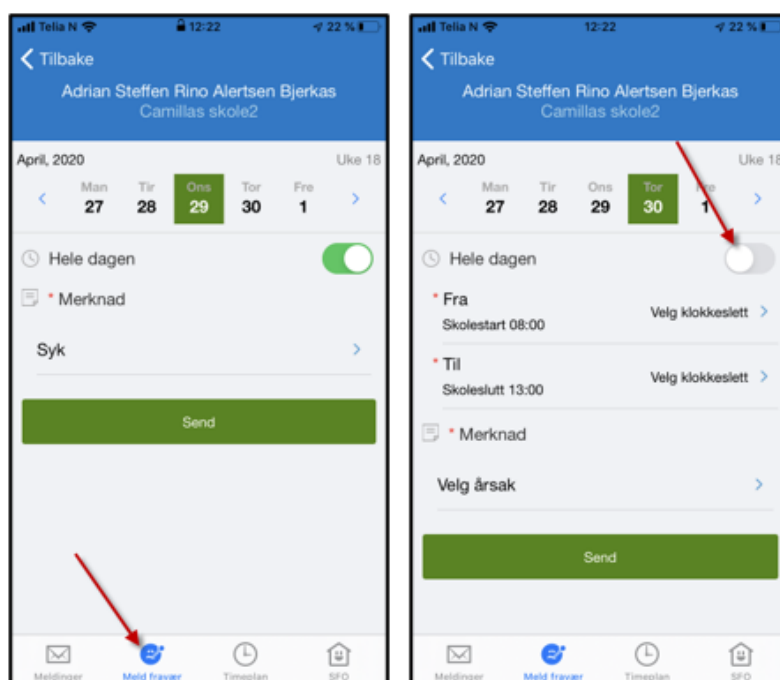 Telia N 12:22 22 %
Tilbake
Adrian Steffen Rino Alertsen Bjerkas
Camillas skole2
April, 2020 Uke 18
Man Tir Ons Tor Fre
27 28 29 30 1
Hele dagen
* Merknad
Syk
Send
Meldinger Meld fravær Timeplan SFO
Telia N 12:22 22 %
Tilbake
Adrian Steffen Rino Alertsen Bjerkas
Camillas skole2
April, 2020 Uke 18
Man Tir Ons Tor Fre
27 28 29 30 1
Hele dagen
* Fra
Skolestart 08:00 Velg klokkeslett
* Til
Skoleslutt 13:00 Velg klokkeslett
* Merknad
Velg årsak
Send
Meldinger Meld fravær Timeplan SFO